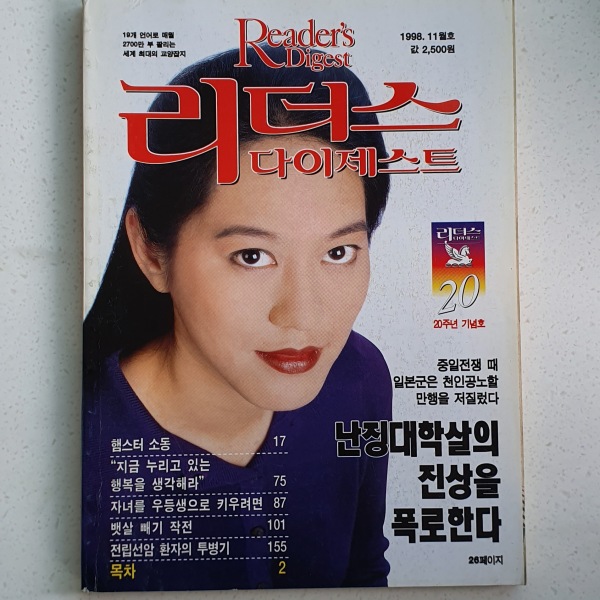 19개 언어로 매월
2700만 부 팔리는
세계 최대의 교양잡지
Reader's
Digest
1998. 11월호
값 2,500원
리더스
다이제스트
리더스
다이제스트
20
20주년 기념호
중일전쟁 때
일본군은 천인공노할
만행을 저질렀다
난징대학살의
진상을
폭로한다
26페이지
햄스터 소동 17
“지금 누리고 있는
행복을 생각해라” 75
자녀를 우등생으로 키우려면 87
뱃살 빼기 작전 101
전립선암 환자의 투병기 155
목차 2